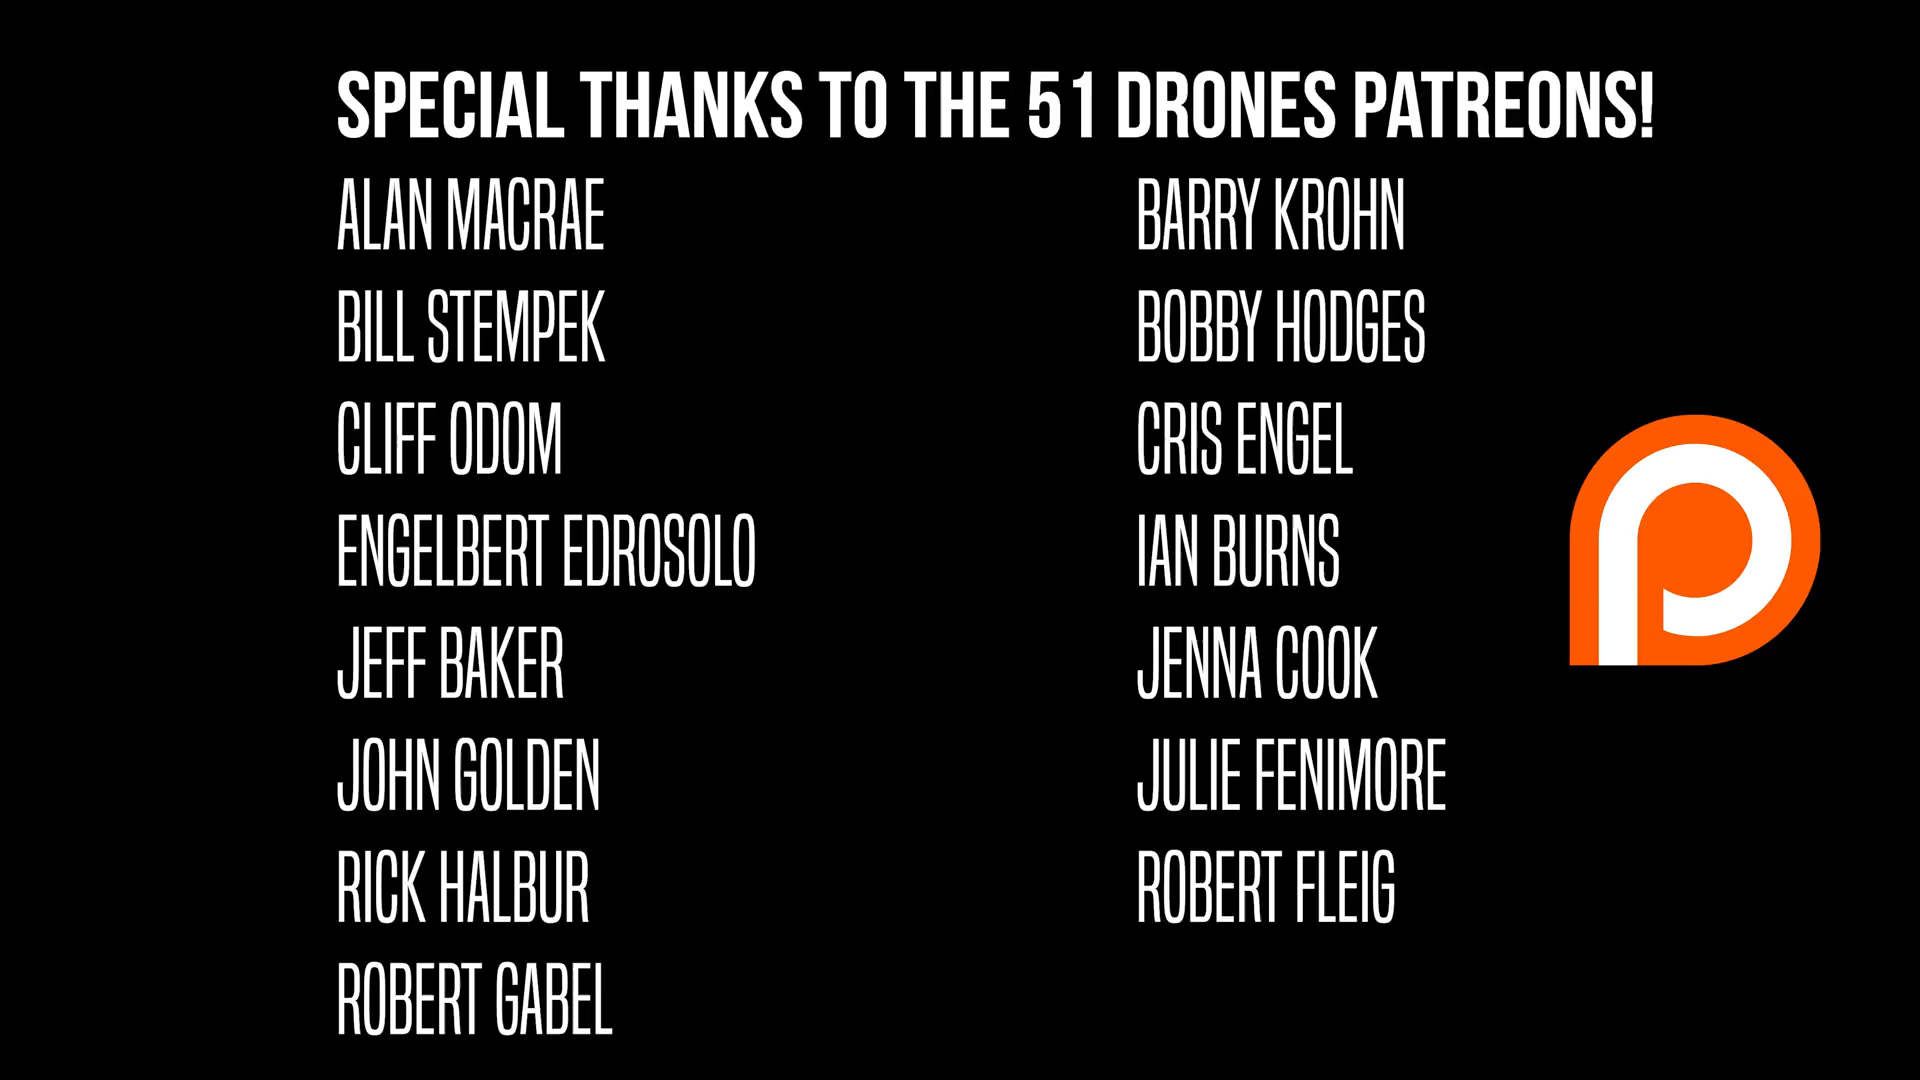 SPECIAL THANKS TO THE 51 DRONES PATREONS!
ALAN MACRAE
BARRY KROHN
BILL STEMPEK
BOBBY HODGES
CLIFF ODOM
CRIS ENGEL
ENGELBERT EDROSOLO
IAN BURNS
JEFF BAKER
JENNA COOK
JOHN GOLDEN
JULIE FENIMORE
RICK HALBUR
ROBERT FLEIG
ROBERT GABEL